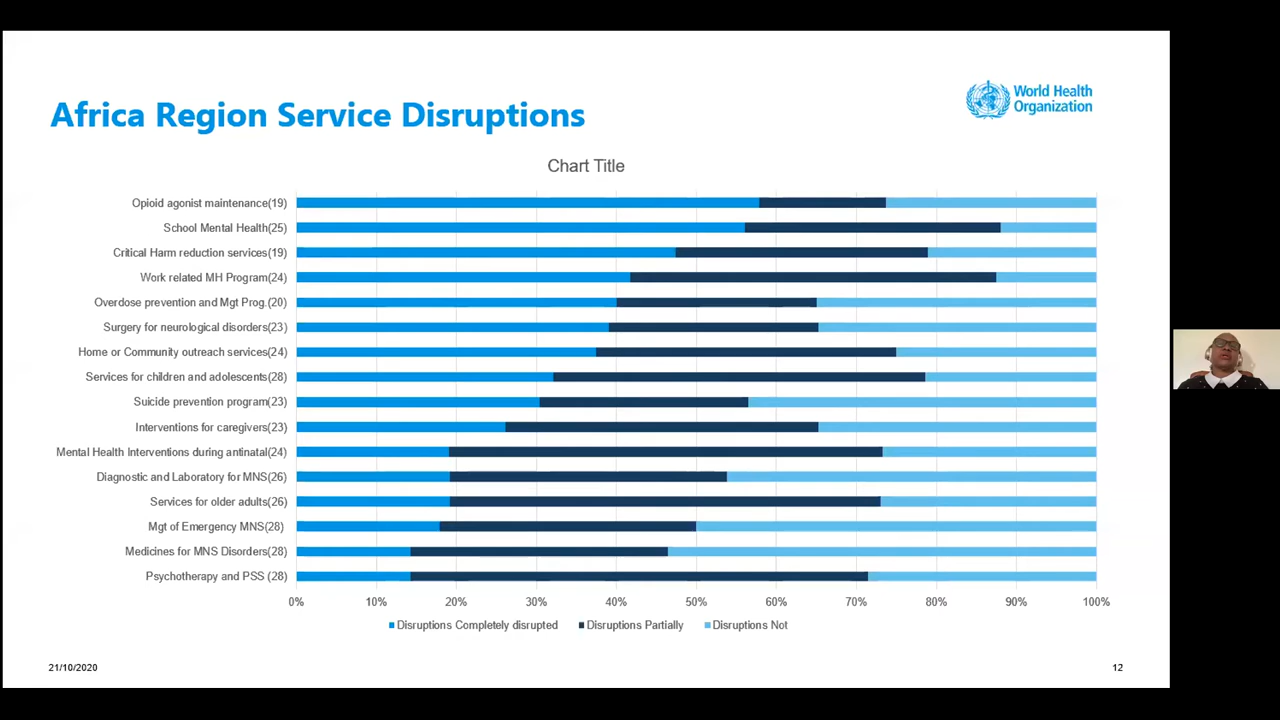 World Health
Organization
Africa Region Service Disruptions
Chart Title
Opioid agonist maintenance(19)
School Mental Health(25)
Critical Harm reduction services(19)
Work related MH Program(24)
Overdose prevention and Mgt Prog.(20)
Surgery for neurological disorders(23)
Home or Community outreach services(24)
Services for children and adolescents(28)
Suicide prevention program(23)
Interventions for caregivers(23)
Mental Health Interventions during antinatal(24)
Diagnostic and Laboratory for MNS(26)
Services for older adults(26)
Mgt of Emergency MNS(28)
Medicines for MNS Disorders(28)
Psychotherapy and PSS (28)
0% 10% 20% 30% 40% 50% 60% 70% 80% 90% 100%
Disruptions Completely disrupted Disruptions Partially Disruptions Not
21/10/2020 12